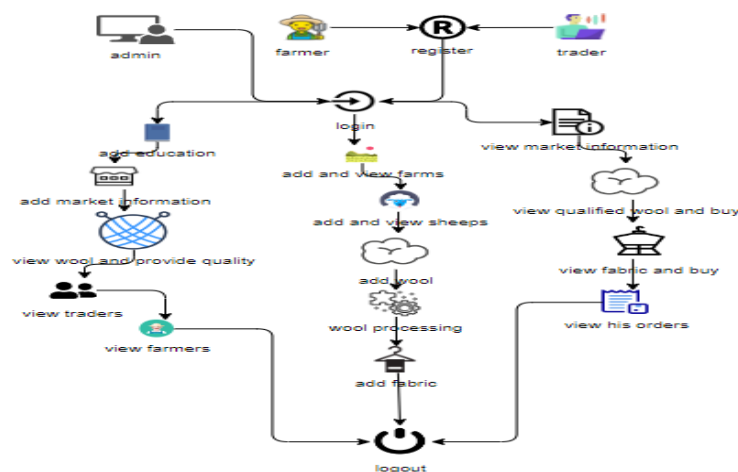 admin
farmer
R
register
trader
login
add education
add market information
view wool and provide quality
view traders
view farmers
add and view farms
add and view sheeps
add wool
wool processing
add fabric
view market information
view qualified wool and buy
view fabric and buy
view his orders
logout